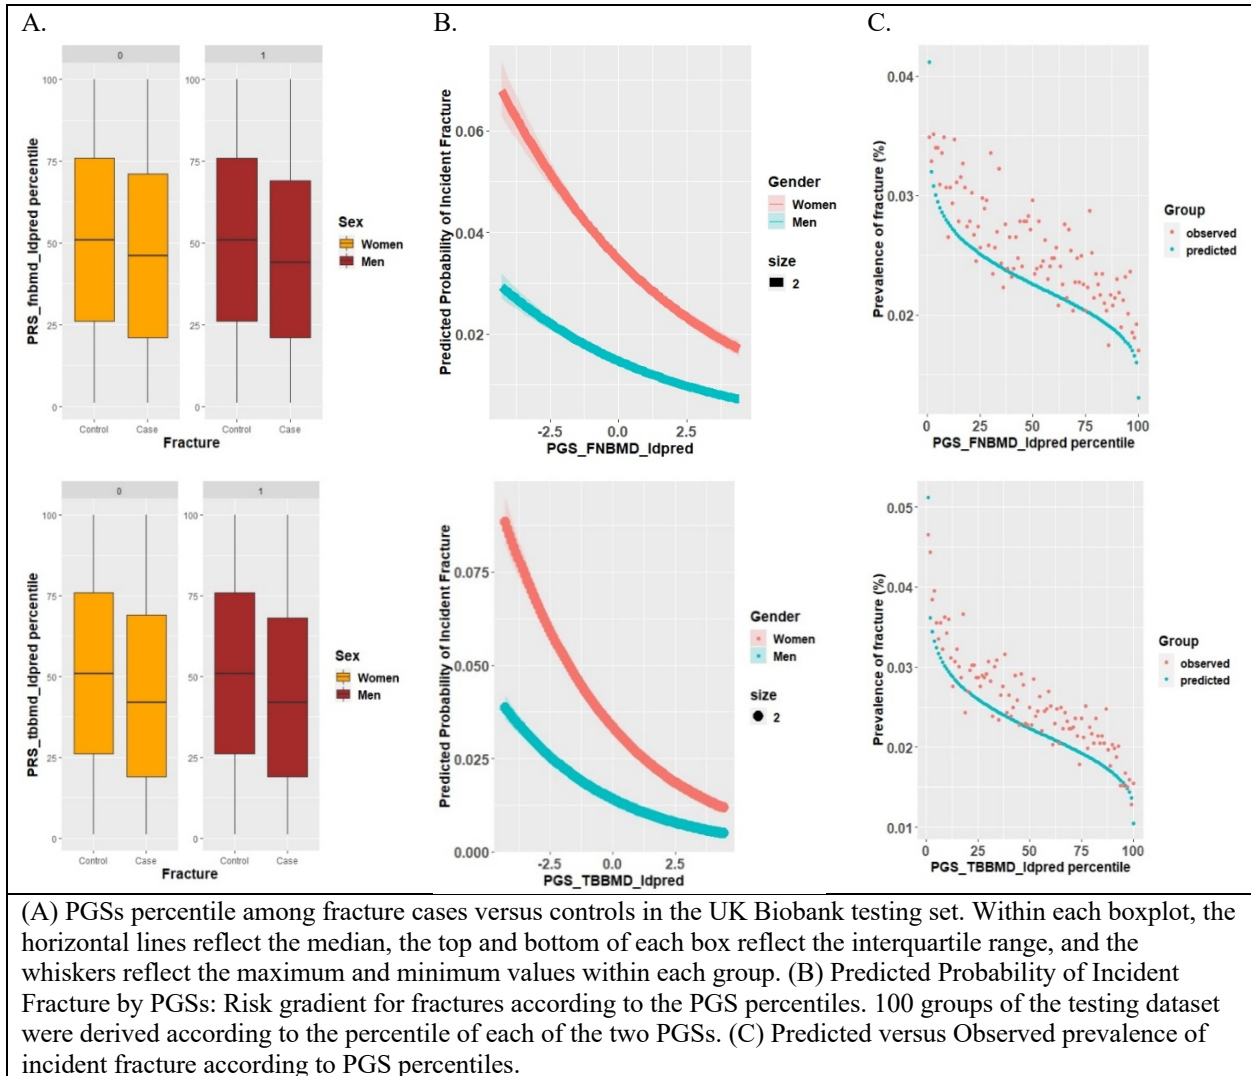 A.
B.
C.
0
1
100
75
50
25
0
100
75
50
25
0
PRS_fnbmd_ldpred percentile
Control
Case
Control
Case
Fracture
Sex
Women
Men
Predicted Probability of Incident Fracture
0.06
0.04
0.02
-2.5
0.0
2.5
PGS_FNBMD_ldpred
Gender
Women
Men
size
2
Prevalence of fracture (%)
0.04
0.03
0.02
0
25
50
75
100
PGS_FNBMD_ldpred percentile
Group
observed
predicted
0
1
100
75
50
25
0
100
75
50
25
0
PRS_tbbmd_ldpred percentile
Control
Case
Control
Case
Fracture
Sex
Women
Men
Predicted Probability of Incident Fracture
0.075
0.050
0.025
0.000
-2.5
0.0
2.5
PGS_TBBMD_ldpred
Gender
Women
Men
size
2
Prevalence of fracture (%)
0.05
0.04
0.03
0.02
0.01
0
25
50
75
100
PGS_TBBMD_ldpred percentile
Group
observed
predicted
(A) PGSs percentile among fracture cases versus controls in the UK Biobank testing set. Within each boxplot, the
horizontal lines reflect the median, the top and bottom of each box reflect the interquartile range, and the
whiskers reflect the maximum and minimum values within each group. (B) Predicted Probability of Incident
Fracture by PGSs: Risk gradient for fractures according to the PGS percentiles. 100 groups of the testing dataset
were derived according to the percentile of each of the two PGSs. (C) Predicted versus Observed prevalence of
incident fracture according to PGS percentiles.